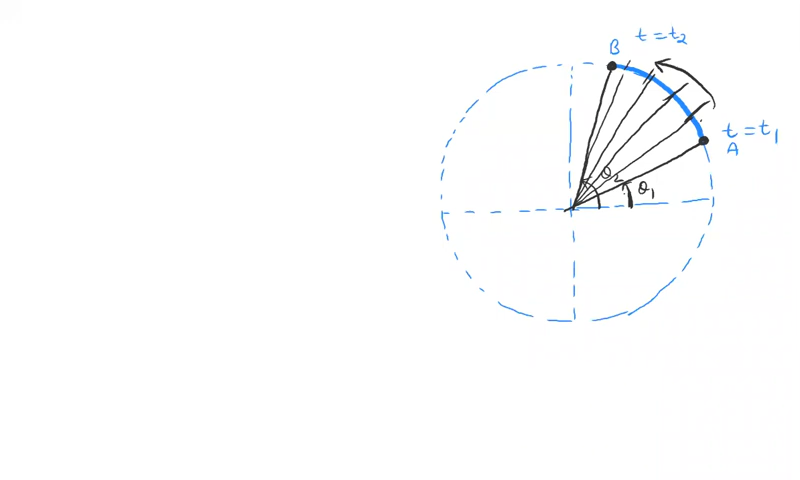 B
t = t₂
t = t₁
A
θ₂
θ₁